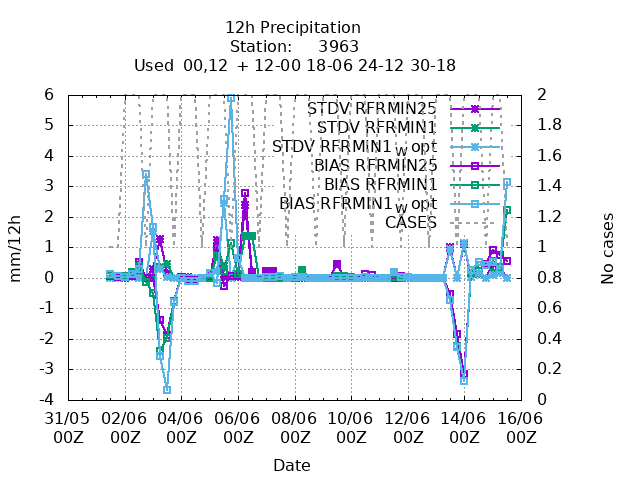 12h Precipitation
Station:     3963
Used  00,12  + 12-00 18-06 24-12 30-18
STDV RFRMIN25
STDV RFRMIN1
STDV RFRMIN1_w opt
BIAS RFRMIN25
BIAS RFRMIN1
BIAS RFRMIN1_w opt
CASES
6
5
4
3
2
1
0
-1
-2
-3
-4
mm/12h
2
1.8
1.6
1.4
1.2
1
0.8
0.6
0.4
0.2
0
No cases
31/05 02/06 04/06 06/06 08/06 10/06 12/06 14/06 16/06
00Z 00Z 00Z 00Z 00Z 00Z 00Z 00Z 00Z
Date